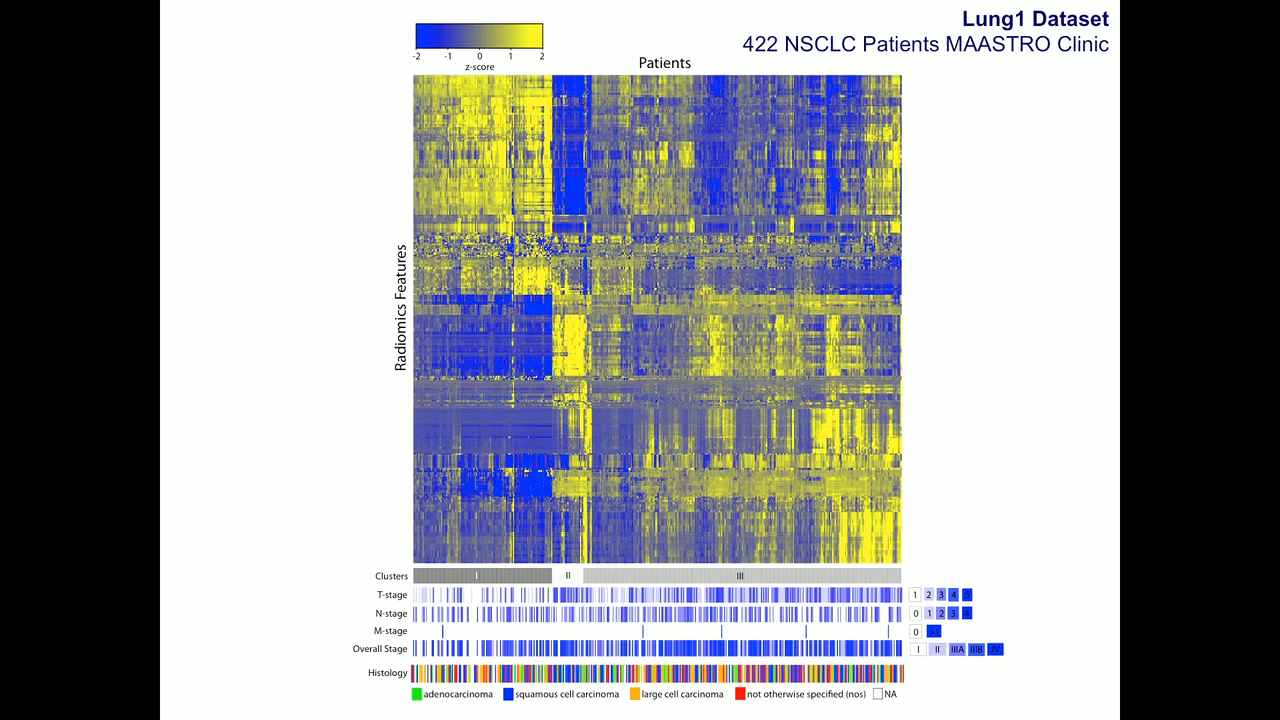 Lung1 Dataset
422 NSCLC Patients MAASTRO Clinic
-2 -1 0 1 2
z-score
Patients
Radiomics Features
Clusters I II III
T-stage 1 2 3 4 5
N-stage 0 1 2 3 4
M-stage 0 >1
Overall Stage I II IIIA IIIB IV
Histology
adenocarcinoma squamous cell carcinoma large cell carcinoma not otherwise specified (nos) NA